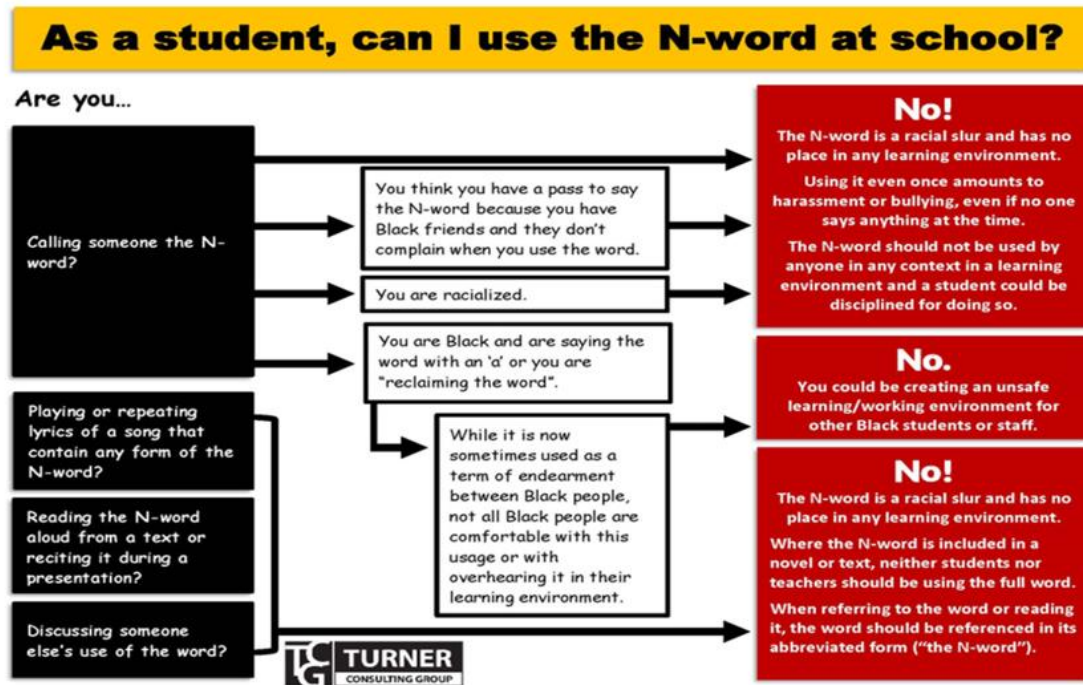 As a student, can I use the N-word at school?
Are you...
Calling someone the N-
word?
You think you have a pass to say
the N-word because you have
Black friends and they don't
complain when you use the word.
You are racialized.
You are Black and are saying the
word with an 'a' or you are
"reclaiming the word".
While it is now
sometimes used as a
term of endearment
between Black people,
not all Black people are
comfortable with this
usage or with
overhearing it in their
learning environment.
No!
The N-word is a racial slur and has no
place in any learning environment.
Using it even once amounts to
harassment or bullying, even if no one
says anything at the time.
The N-word should not be used by
anyone in any context in a learning
environment and a student could be
disciplined for doing so.
No.
You could be creating an unsafe
learning/working environment for
other Black students or staff.
Playing or repeating
lyrics of a song that
contain any form of the
N-word?
Reading the N-word
aloud from a text or
reciting it during a
presentation?
Discussing someone
else's use of the word?
No!
The N-word is a racial slur and has no
place in any learning environment.
Where the N-word is included in a
novel or text, neither students nor
teachers should be using the full word.
When referring to the word or reading
it, the word should be referenced in its
abbreviated form ("the N-word").
TCG
TURNER
CONSULTING GROUP